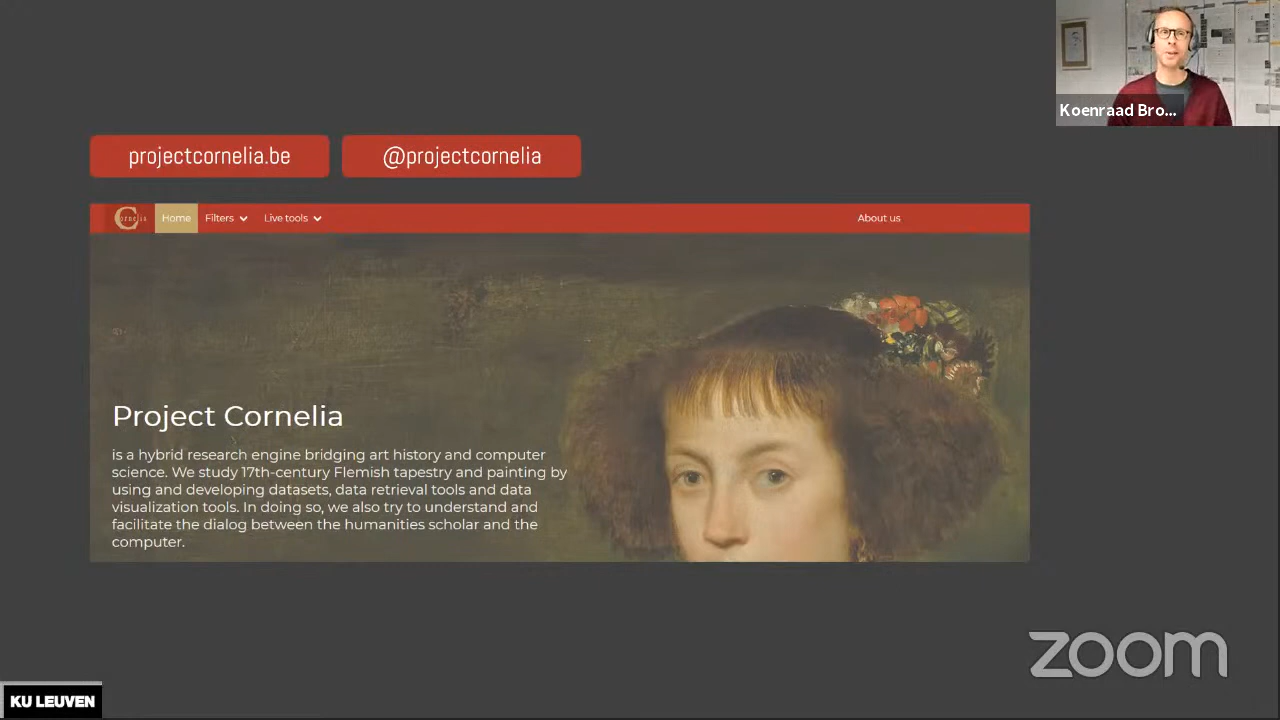 Koenraad Bro...
projectcornelia.be
@projectcornelia
Cornelia
Home
Filters
Live tools
About us
Project Cornelia
is a hybrid research engine bridging art history and computer
science. We study 17th-century Flemish tapestry and painting by
using and developing datasets, data retrieval tools and data
visualization tools. In doing so, we also try to understand and
facilitate the dialog between the humanities scholar and the
computer.
zoom
KU LEUVEN